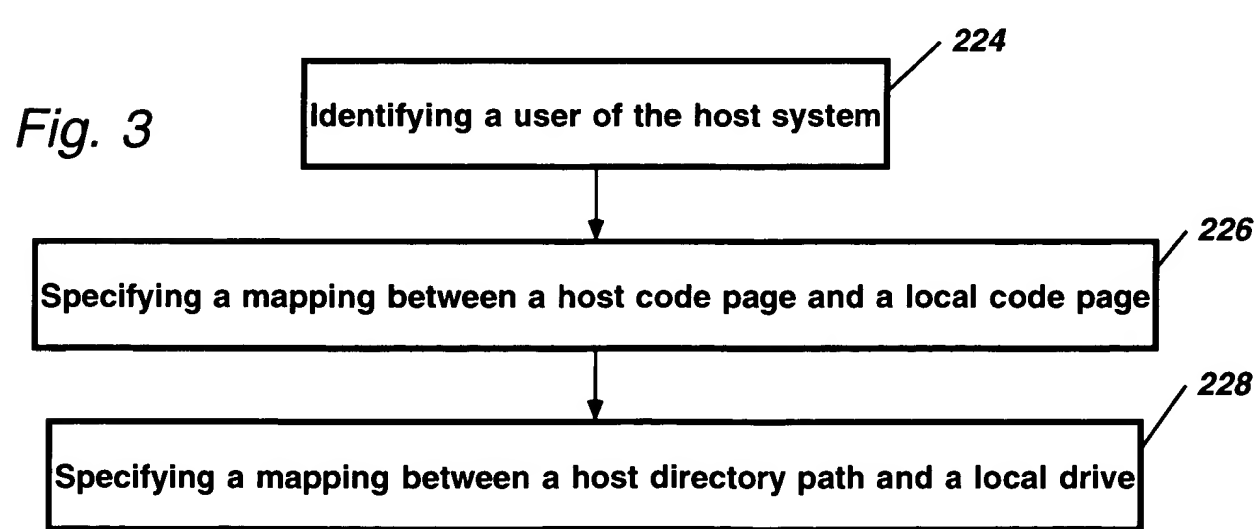 224
Fig. 3
Identifying a user of the host system
226
Specifying a mapping between a host code page and a local code page
228
Specifying a mapping between a host directory path and a local drive